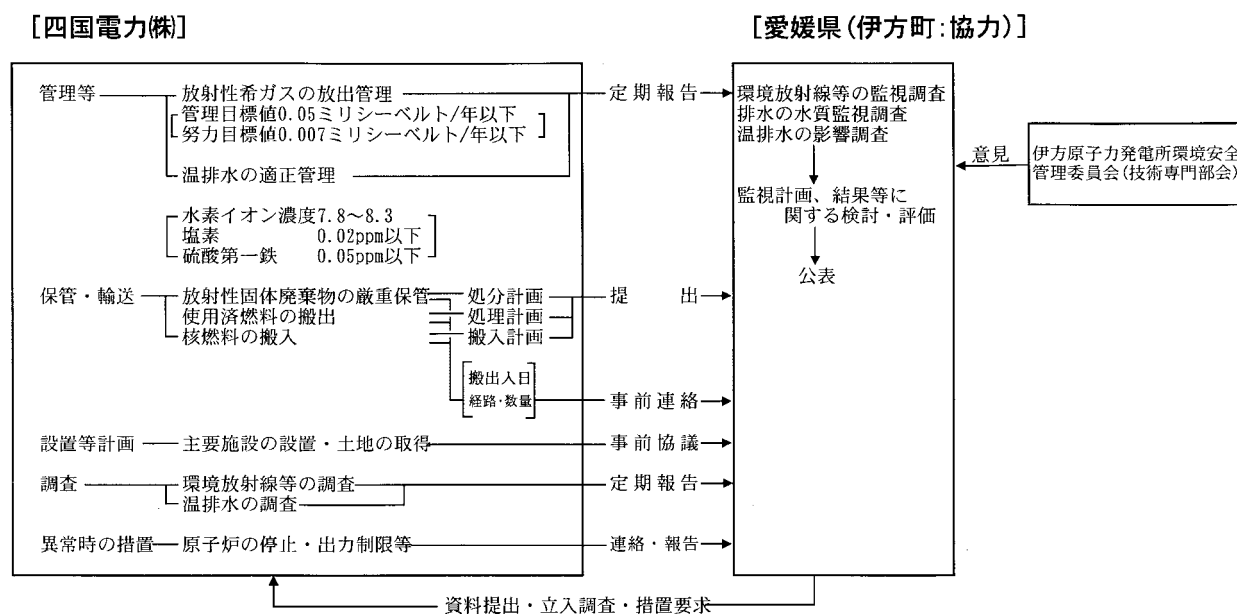 [四国電力㈱]
[愛媛県(伊方町:協力)]
管理等 放射性希ガスの放出管理 定期報告
管理目標値0.05ミリシーベルト/年以下
努力目標値0.007ミリシーベルト/年以下
温排水の適正管理
水素イオン濃度7.8～8.3
塩素 0.02ppm以下
硫酸第一鉄 0.05ppm以下
保管・輸送 放射性固体廃棄物の厳重保管 処分計画 提出
使用済燃料の搬出 処理計画
核燃料の搬入 搬入計画
搬出入日
経路・数量 事前連絡
設置等計画 主要施設の設置・土地の取得 事前協議
調査 環境放射線等の調査 定期報告
温排水の調査
異常時の措置 原子炉の停止・出力制限等 連絡・報告
環境放射線等の監視調査
排水の水質監視調査
温排水の影響調査
監視計画、結果等に
関する検討・評価
公表
意見
伊方原子力発電所環境安全
管理委員会(技術専門部会)
資料提出・立入調査・措置要求